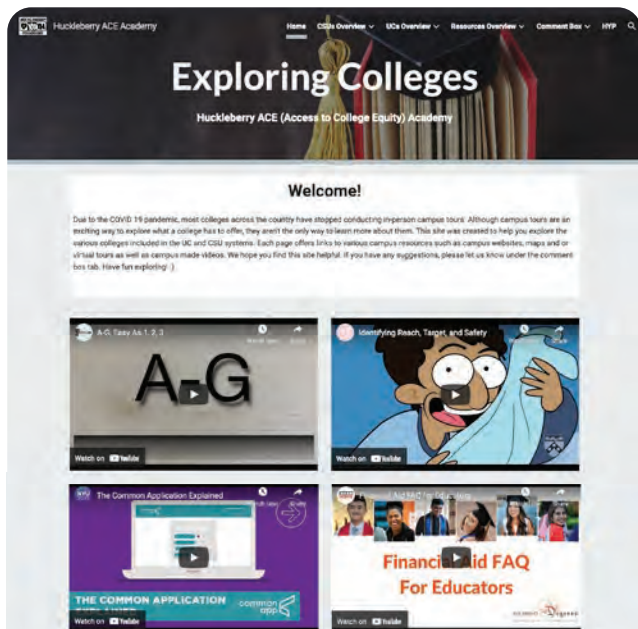 Huckleberry ACE Academy
Home CSUs Overview UCs Overview Resources Overview Comment Box HYP
Exploring Colleges
Huckleberry ACE (Access to College Equity) Academy
Welcome!
Due to the COVID 19 pandemic, most colleges across the country have stopped conducting in-person campus tours. Although campus tours are an
exciting way to explore what a college has to offer, they aren't the only way to learn more about them. This site was created to help you explore the
various colleges included in the UC and CSU systems. Each page offers links to various campus resources such as campus websites, maps and or
virtual tours as well as campus made videos. We hope you find this site helpful. If you have any suggestions, please let us know under the comment
box tab. Have fun exploring! :)
A-G, Easy As 1, 2, 3
A-G
Watch on YouTube
Identifying Reach, Target, and Safety
Watch on YouTube
The Common Application Explained
THE COMMON APPLICATION
EXPLAINED
common
app
Watch on YouTube
Financial Aid FAQ For Educators
Financial Aid FAQ
For Educators
Watch on YouTube